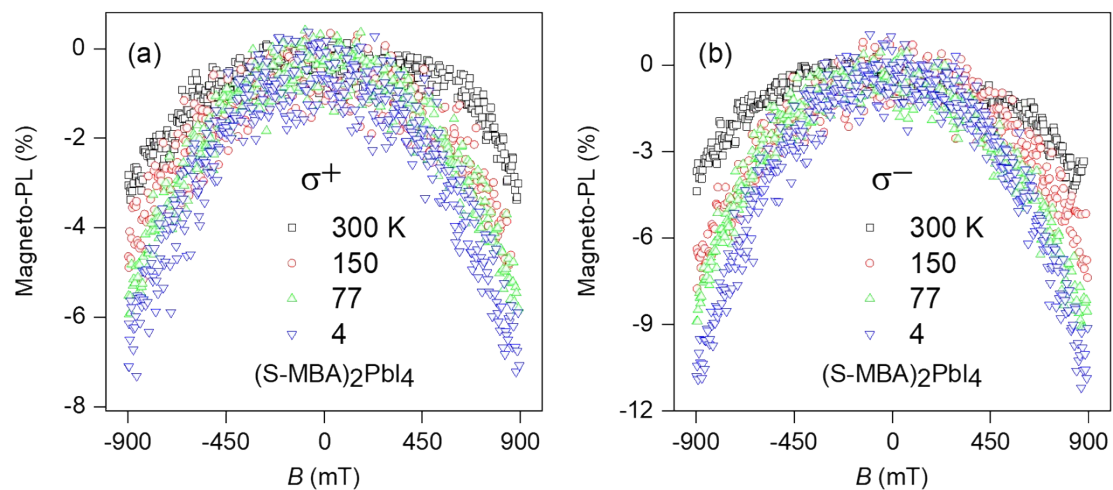 (a)
0
-2
-4
-6
-8
Magneto-PL (%)
σ+
300 K
150
77
4
(S-MBA)2PbI4
-900 -450 0 450 900
B (mT)
(b)
0
-3
-6
-9
-12
Magneto-PL (%)
σ−
300 K
150
77
4
(S-MBA)2PbI4
-900 -450 0 450 900
B (mT)